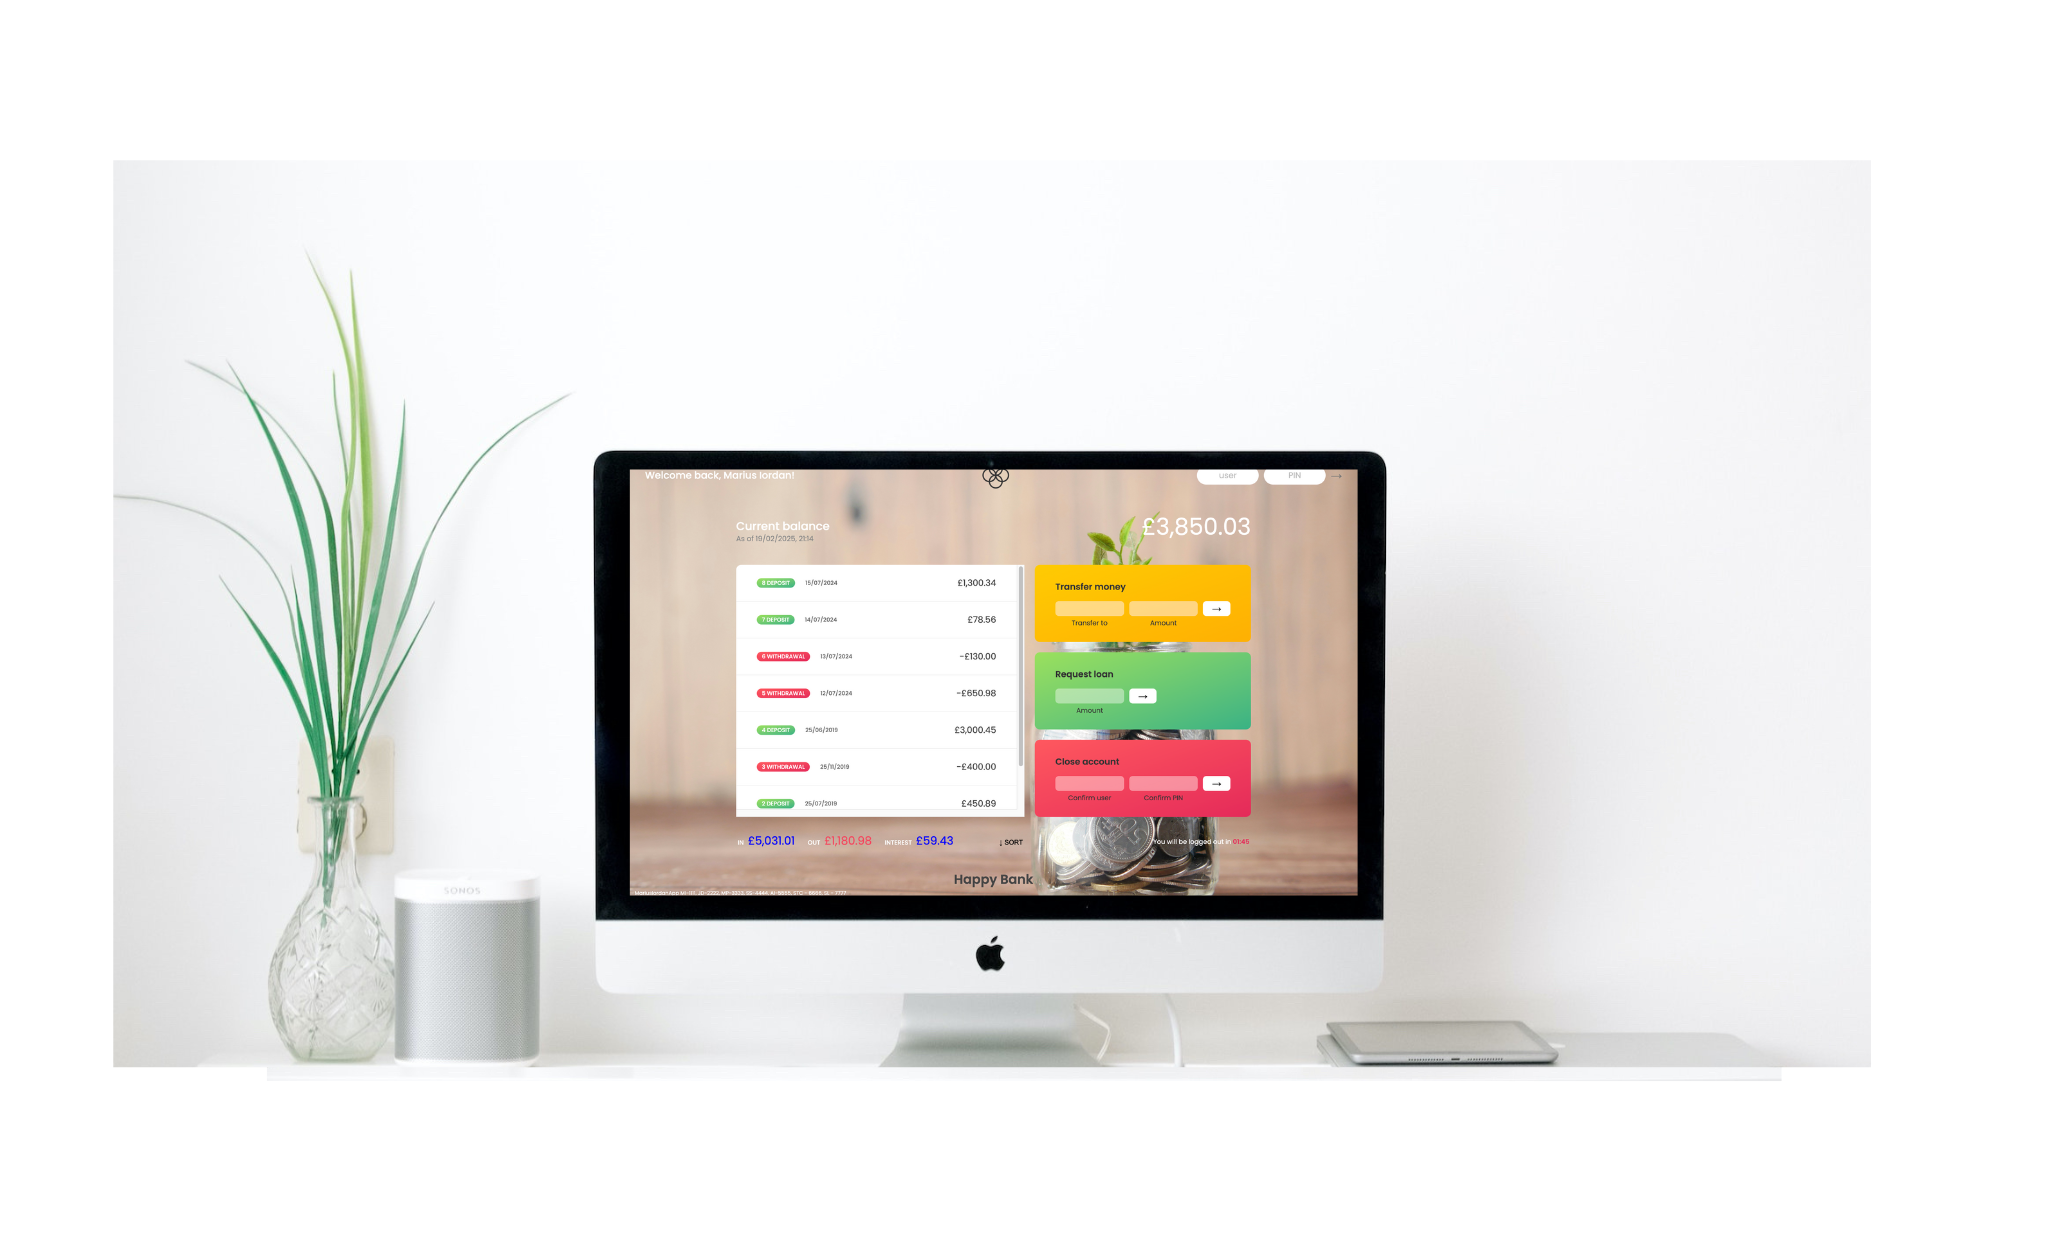 Welcome back, Marius Iordan!
user
PIN
→
Current balance
As of 19/02/2025, 21:14
£3,850.03
8 DEPOSIT 15/07/2024 £1,300.34
7 DEPOSIT 14/07/2024 £78.56
6 WITHDRAWAL 13/07/2024 -£130.00
5 WITHDRAWAL 12/07/2024 -£650.98
4 DEPOSIT 25/06/2019 £3,000.45
3 WITHDRAWAL 25/11/2019 -£400.00
2 DEPOSIT 25/07/2019 £450.89
Transfer money
→
Transfer to Amount
Request loan
→
Amount
Close account
→
Confirm user Confirm PIN
IN £5,031.01 OUT £1,180.98 INTEREST £59.43 ↓ SORT
You will be logged out in 01:45
Happy Bank
SONOS